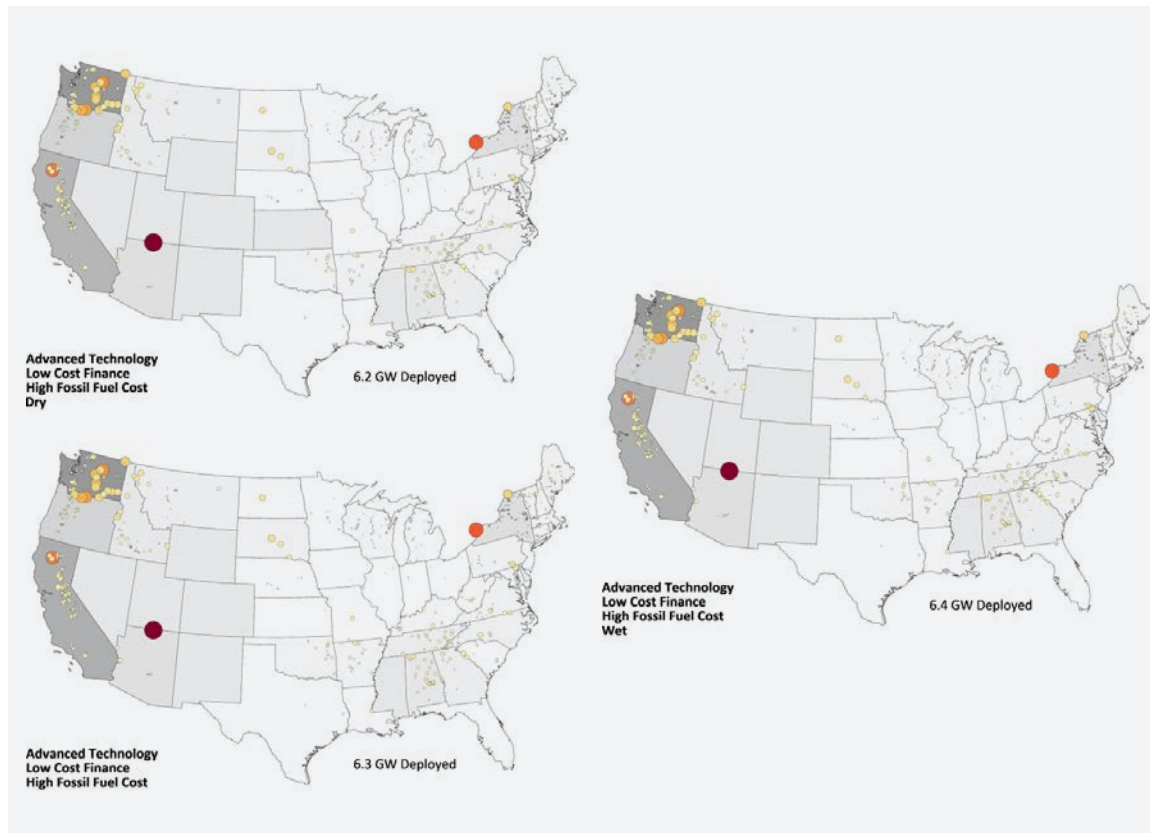 Advanced Technology
Low Cost Finance
High Fossil Fuel Cost
Dry
6.2 GW Deployed
Advanced Technology
Low Cost Finance
High Fossil Fuel Cost
6.3 GW Deployed
Advanced Technology
Low Cost Finance
High Fossil Fuel Cost
Wet
6.4 GW Deployed